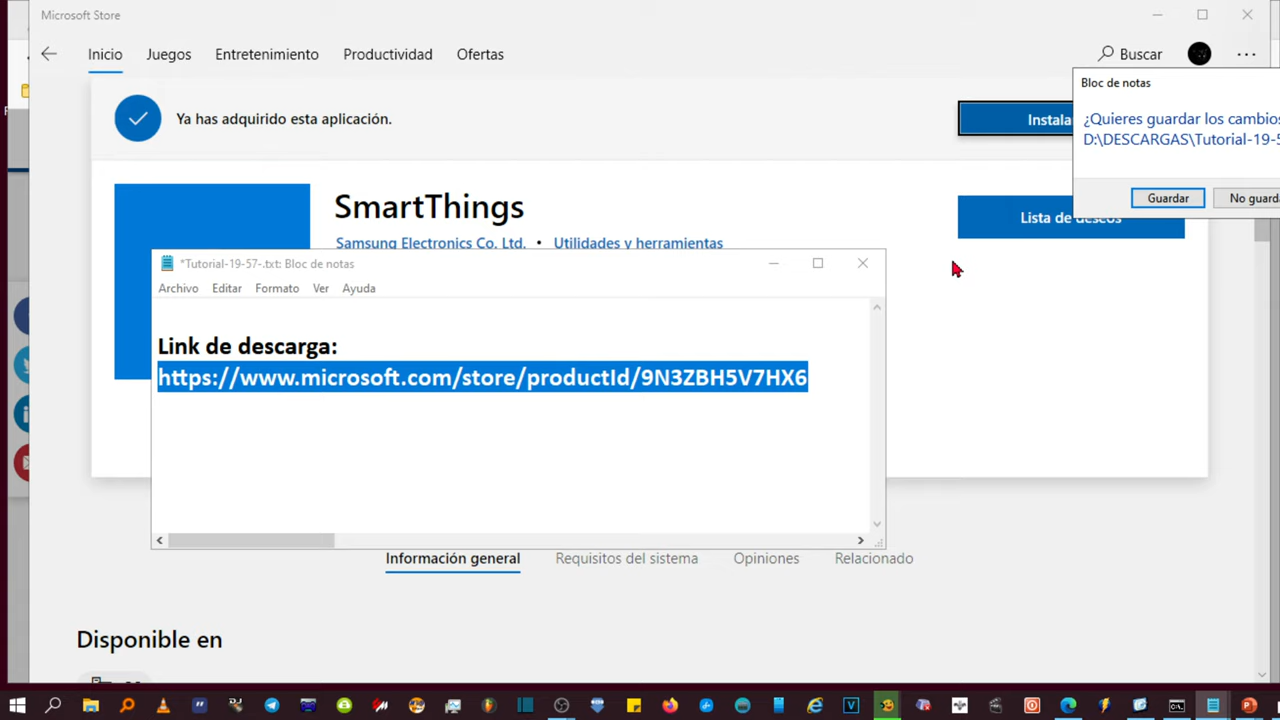 Microsoft Store
Inicio Juegos Entretenimiento Productividad Ofertas
Buscar
Bloc de notas
¿Quieres guardar los cambios
D:\DESCARGAS\Tutorial-19-5
Guardar
No guard
Ya has adquirido esta aplicación.
Instala
SmartThings
Lista de deseos
Samsung Electronics Co. Ltd. • Utilidades y herramientas
*Tutorial-19-57-.txt: Bloc de notas
Archivo Editar Formato Ver Ayuda
Link de descarga:
https://www.microsoft.com/store/productId/9N3ZBH5V7HX6
Información general Requisitos del sistema Opiniones Relacionado
Disponible en